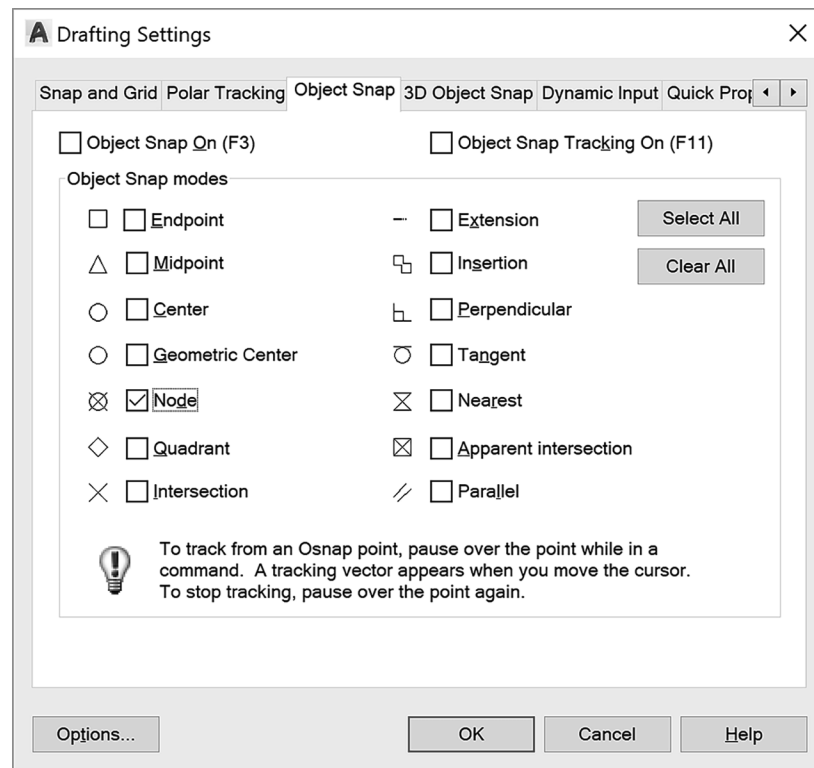 Drafting Settings
Snap and Grid Polar Tracking Object Snap 3D Object Snap Dynamic Input Quick Prop
Object Snap On (F3) Object Snap Tracking On (F11)
Object Snap modes
Endpoint Extension Select All
Midpoint Insertion Clear All
Center Perpendicular
Geometric Center Tangent
Node Nearest
Quadrant Apparent intersection
Intersection Parallel
To track from an Osnap point, pause over the point while in a
command. A tracking vector appears when you move the cursor.
To stop tracking, pause over the point again.
Options... OK Cancel Help